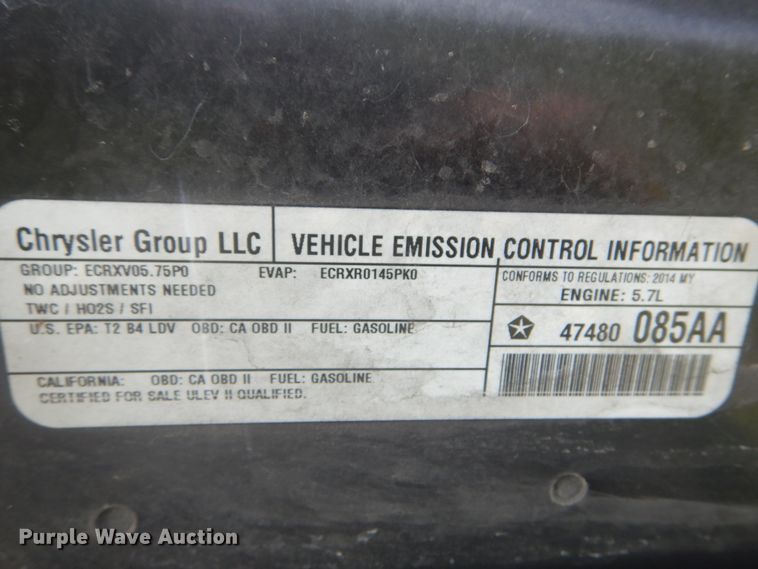 Chrysler Group LLC
VEHICLE EMISSION CONTROL INFORMATION
GROUP: ECRXV05.75P0 EVAP: ECRXR0145PK0
NO ADJUSTMENTS NEEDED
TWC / HO2S / SFI
CONFORMS TO REGULATIONS: 2014 MY
ENGINE: 5.7L
U.S. EPA: T2 B4 LDV OBD: CA OBD II FUEL: GASOLINE
47480 085AA
CALIFORNIA: OBD: CA OBD II FUEL: GASOLINE
CERTIFIED FOR SALE ULEV II QUALIFIED.
Purple Wave Auction